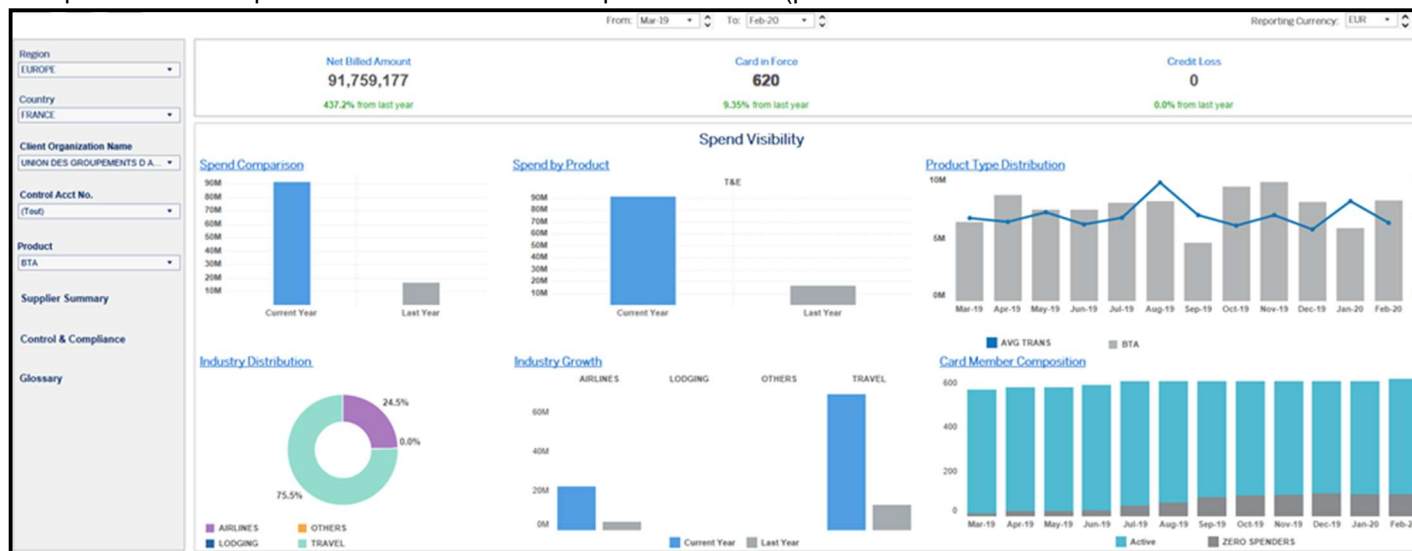 From: Mar-19 To: Feb-20 Reporting Currency: EUR
Region
EUROPE
Country
FRANCE
Client Organization Name
UNION DES GROUPEMENTS D A...
Control Acct No.
(Tout)
Product
BTA
Supplier Summary
Control & Compliance
Glossary
Net Billed Amount
91,759,177
437.2% from last year
Card in Force
620
9.35% from last year
Credit Loss
0
0.0% from last year
Spend Visibility
Spend Comparison
90M
80M
70M
60M
50M
40M
30M
20M
10M
Current Year Last Year
Spend by Product
T&E
90M
80M
70M
60M
50M
40M
30M
20M
10M
Current Year Last Year
Product Type Distribution
10M
5M
0M
Mar-19 Apr-19 May-19 Jun-19 Jul-19 Aug-19 Sep-19 Oct-19 Nov-19 Dec-19 Jan-20 Feb-20
AVG TRANS BTA
Industry Distribution
24.5%
0.0%
75.5%
AIRLINES OTHERS
LODGING TRAVEL
Industry Growth
AIRLINES LODGING OTHERS TRAVEL
60M
40M
20M
0M
Current Year Last Year
Card Member Composition
600
400
200
0
Mar-19 Apr-19 May-19 Jun-19 Jul-19 Aug-19 Sep-19 Oct-19 Nov-19 Dec-19 Jan-20 Feb-2
Active ZERO SPENDERS